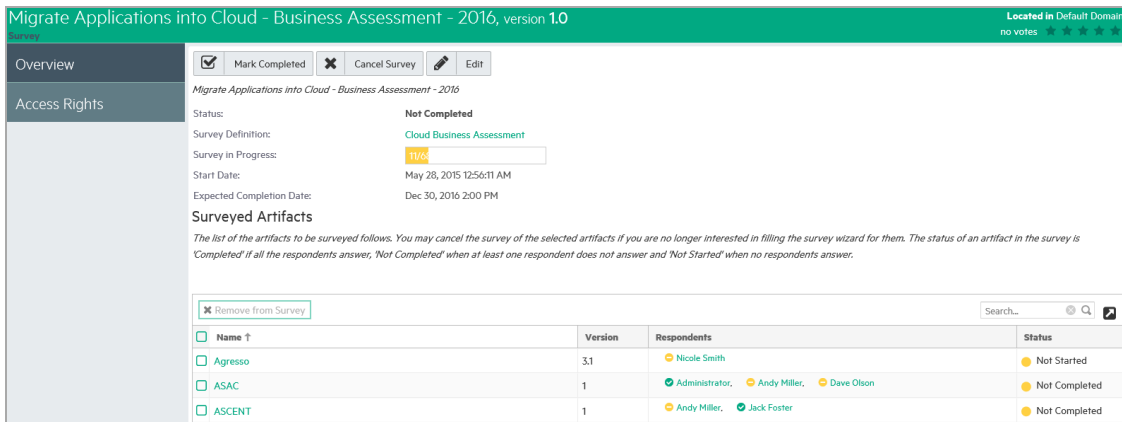 Migrate Applications into Cloud - Business Assessment - 2016, version 1.0
Located in Default Domain
Survey
no votes
Overview
Access Rights
Mark Completed
Cancel Survey
Edit
Migrate Applications into Cloud - Business Assessment - 2016
Status: Not Completed
Survey Definition: Cloud Business Assessment
Survey in Progress:
Start Date: May 28, 2015 12:56:11 AM
Expected Completion Date: Dec 30, 2016 2:00 PM
Surveyed Artifacts
The list of the artifacts to be surveyed follows. You may cancel the survey of the selected artifacts if you are no longer interested in filling the survey wizard for them. The status of an artifact in the survey is
'Completed' if all the respondents answer, 'Not Completed' when at least one respondent does not answer and 'Not Started' when no respondents answer.
Remove from Survey
Search...
Name ↑ Version Respondents Status
Agresso 3.1 Nicole Smith Not Started
ASAC 1 Administrator, Andy Miller, Dave Olson Not Completed
ASCENT 1 Andy Miller, Jack Foster Not Completed